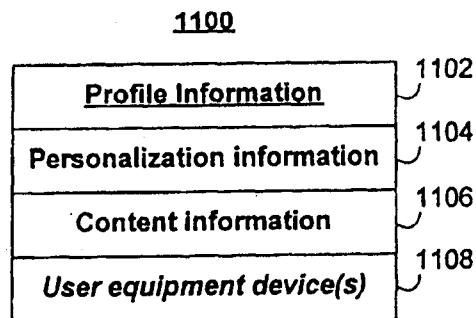 1100
Profile Information 1102
Personalization information 1104
Content information 1106
User equipment device(s) 1108